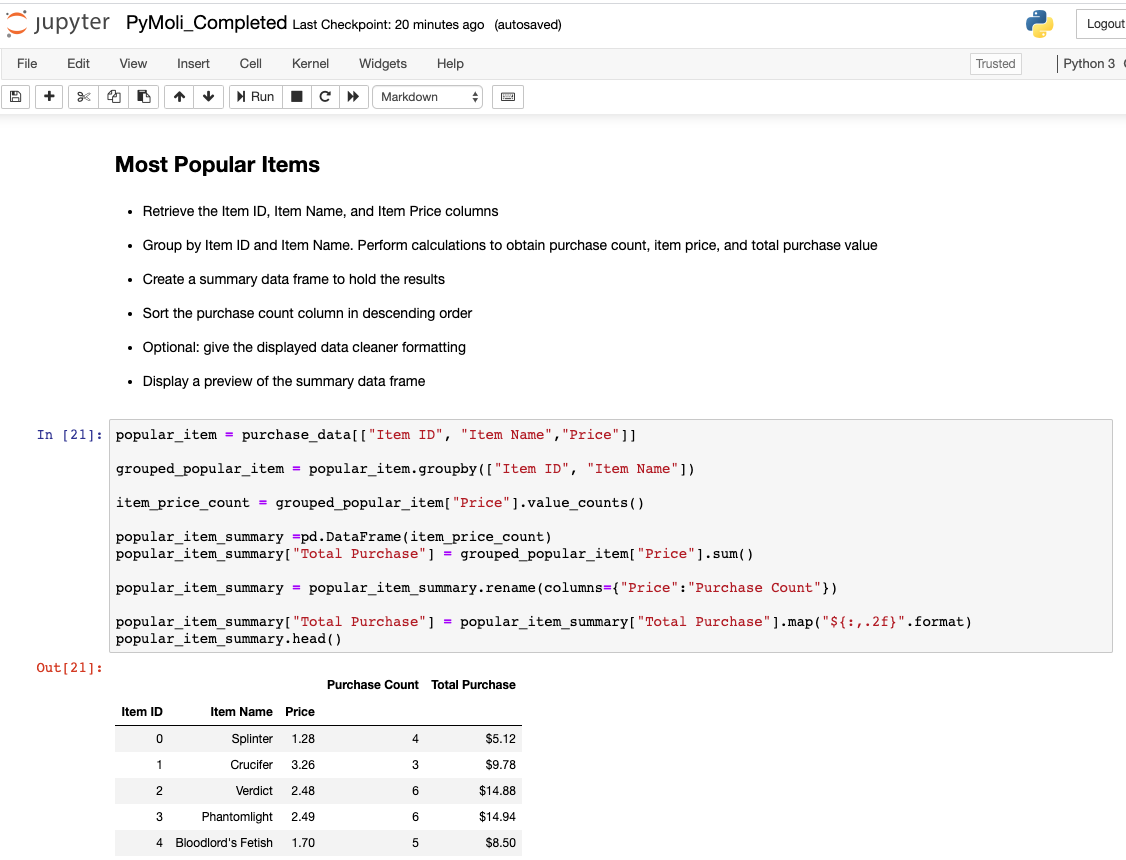 jupyter PyMoli_Completed Last Checkpoint: 20 minutes ago (autosaved)
Logout
File Edit View Insert Cell Kernel Widgets Help
Trusted
Python 3
Run
Markdown
Most Popular Items
• Retrieve the Item ID, Item Name, and Item Price columns
• Group by Item ID and Item Name. Perform calculations to obtain purchase count, item price, and total purchase value
• Create a summary data frame to hold the results
• Sort the purchase count column in descending order
• Optional: give the displayed data cleaner formatting
• Display a preview of the summary data frame
In [21]:
popular_item = purchase_data[["Item ID", "Item Name","Price"]]
grouped_popular_item = popular_item.groupby(["Item ID", "Item Name"])
item_price_count = grouped_popular_item["Price"].value_counts()
popular_item_summary =pd.DataFrame(item_price_count)
popular_item_summary["Total Purchase"] = grouped_popular_item["Price"].sum()
popular_item_summary = popular_item_summary.rename(columns={"Price":"Purchase Count"})
popular_item_summary["Total Purchase"] = popular_item_summary["Total Purchase"].map("${:,.2f}".format)
popular_item_summary.head()
Out[21]:
Purchase Count Total Purchase
Item ID Item Name Price
0 Splinter 1.28 4 $5.12
1 Crucifer 3.26 3 $9.78
2 Verdict 2.48 6 $14.88
3 Phantomlight 2.49 6 $14.94
4 Bloodlord's Fetish 1.70 5 $8.50